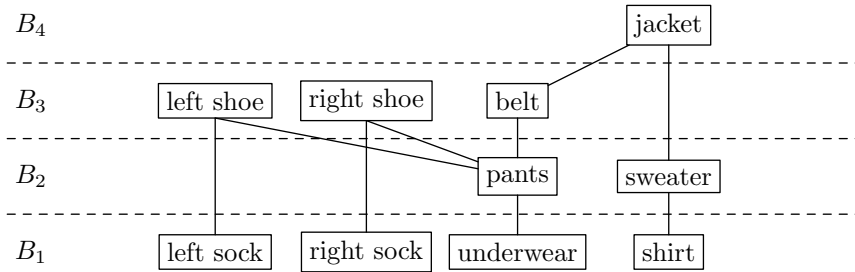 B₄ jacket
B₃ left shoe right shoe belt
B₂ pants sweater
B₁ left sock right sock underwear shirt